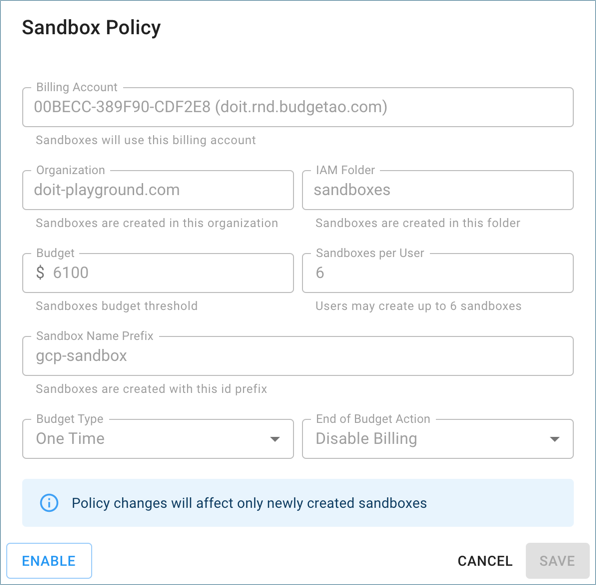 Sandbox Policy
Billing Account
00BECC-389F90-CDF2E8 (doit.rnd.budgetao.com)
Sandboxes will use this billing account
Organization
doit-playground.com
Sandboxes are created in this organization
IAM Folder
sandboxes
Sandboxes are created in this folder
Budget
$ 6100
Sandboxes budget threshold
Sandboxes per User
6
Users may create up to 6 sandboxes
Sandbox Name Prefix
gcp-sandbox
Sandboxes are created with this id prefix
Budget Type
One Time
End of Budget Action
Disable Billing
Policy changes will affect only newly created sandboxes
ENABLE
CANCEL
SAVE